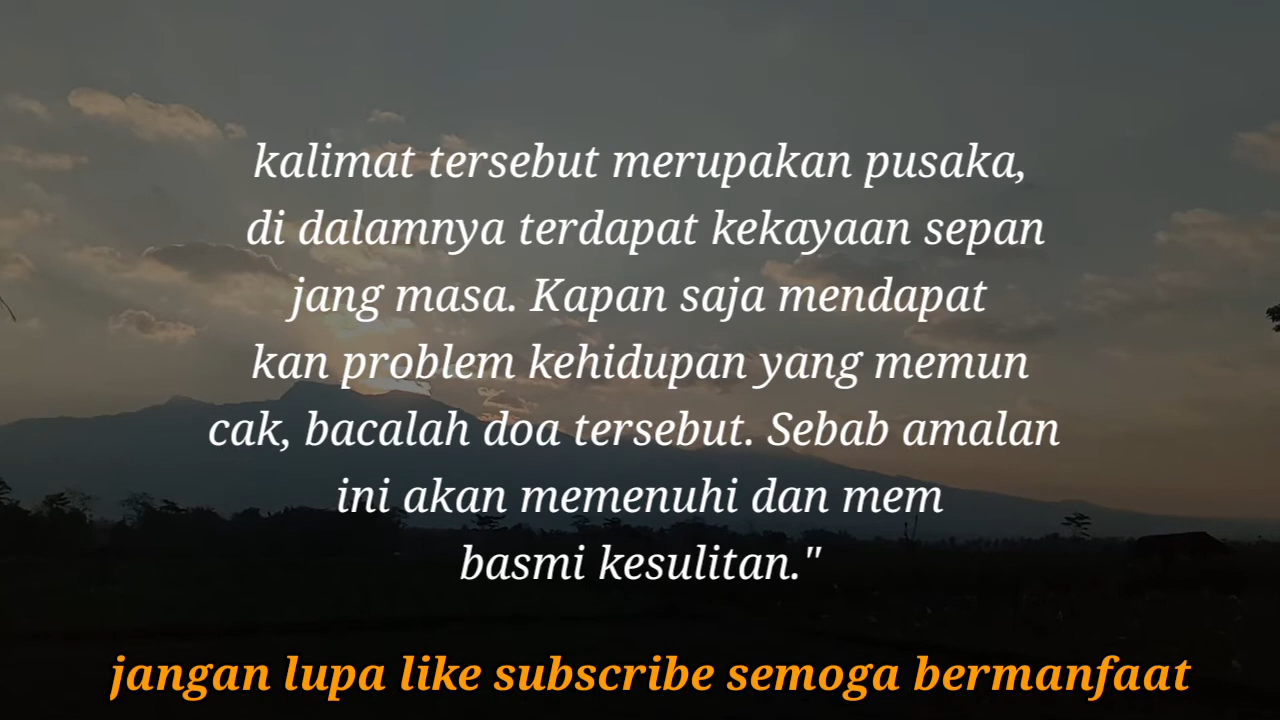 kalimat tersebut merupakan pusaka,
di dalamnya terdapat kekayaan sepan
jang masa. Kapan saja mendapat
kan problem kehidupan yang memun
cak, bacalah doa tersebut. Sebab amalan
ini akan memenuhi dan mem
basmi kesulitan."
jangan lupa like subscribe semoga bermanfaat